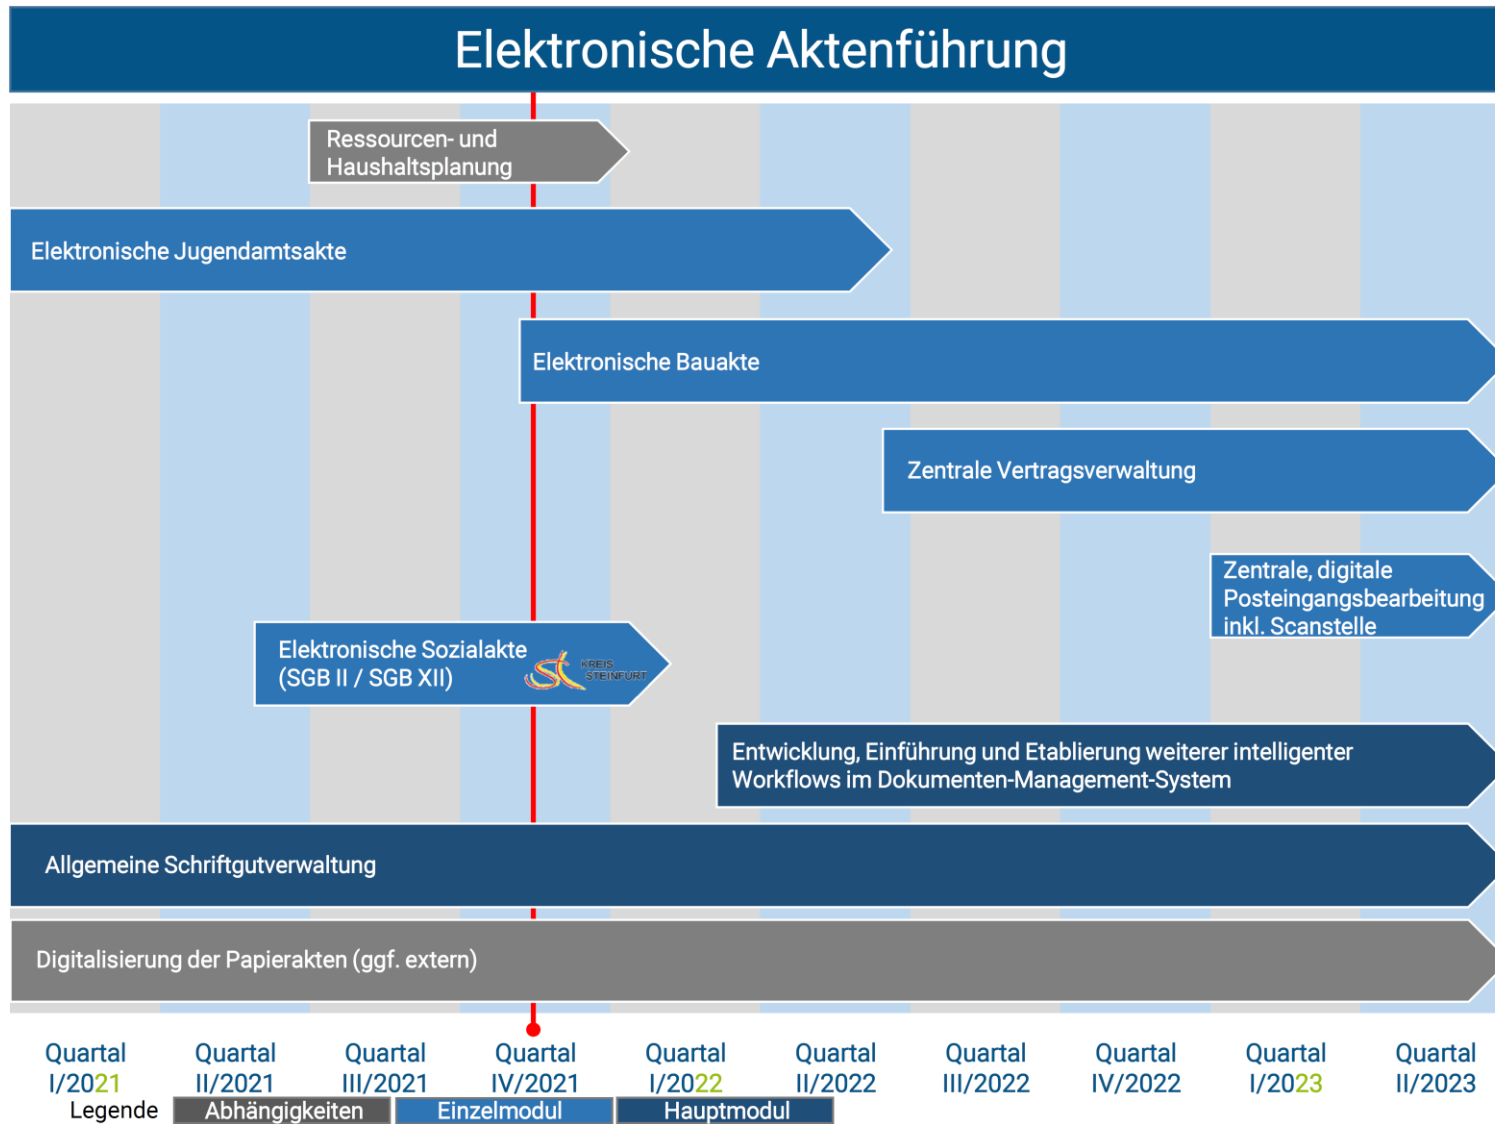 Elektronische Aktenführung
Ressourcen- und
Haushaltsplanung
Elektronische Jugendamtsakte
Elektronische Bauakte
Zentrale Vertragsverwaltung
Zentrale, digitale
Posteingangsbearbeitung
inkl. Scanstelle
Elektronische Sozialakte
(SGB II / SGB XII)
KREIS
STEINFURT
Entwicklung, Einführung und Etablierung weiterer intelligenter
Workflows im Dokumenten-Management-System
Allgemeine Schriftgutverwaltung
Digitalisierung der Papierakten (ggf. extern)
Quartal
I/2021
Quartal
II/2021
Quartal
III/2021
Quartal
IV/2021
Quartal
I/2022
Quartal
II/2022
Quartal
III/2022
Quartal
IV/2022
Quartal
I/2023
Quartal
II/2023
Legende
Abhängigkeiten
Einzelmodul
Hauptmodul